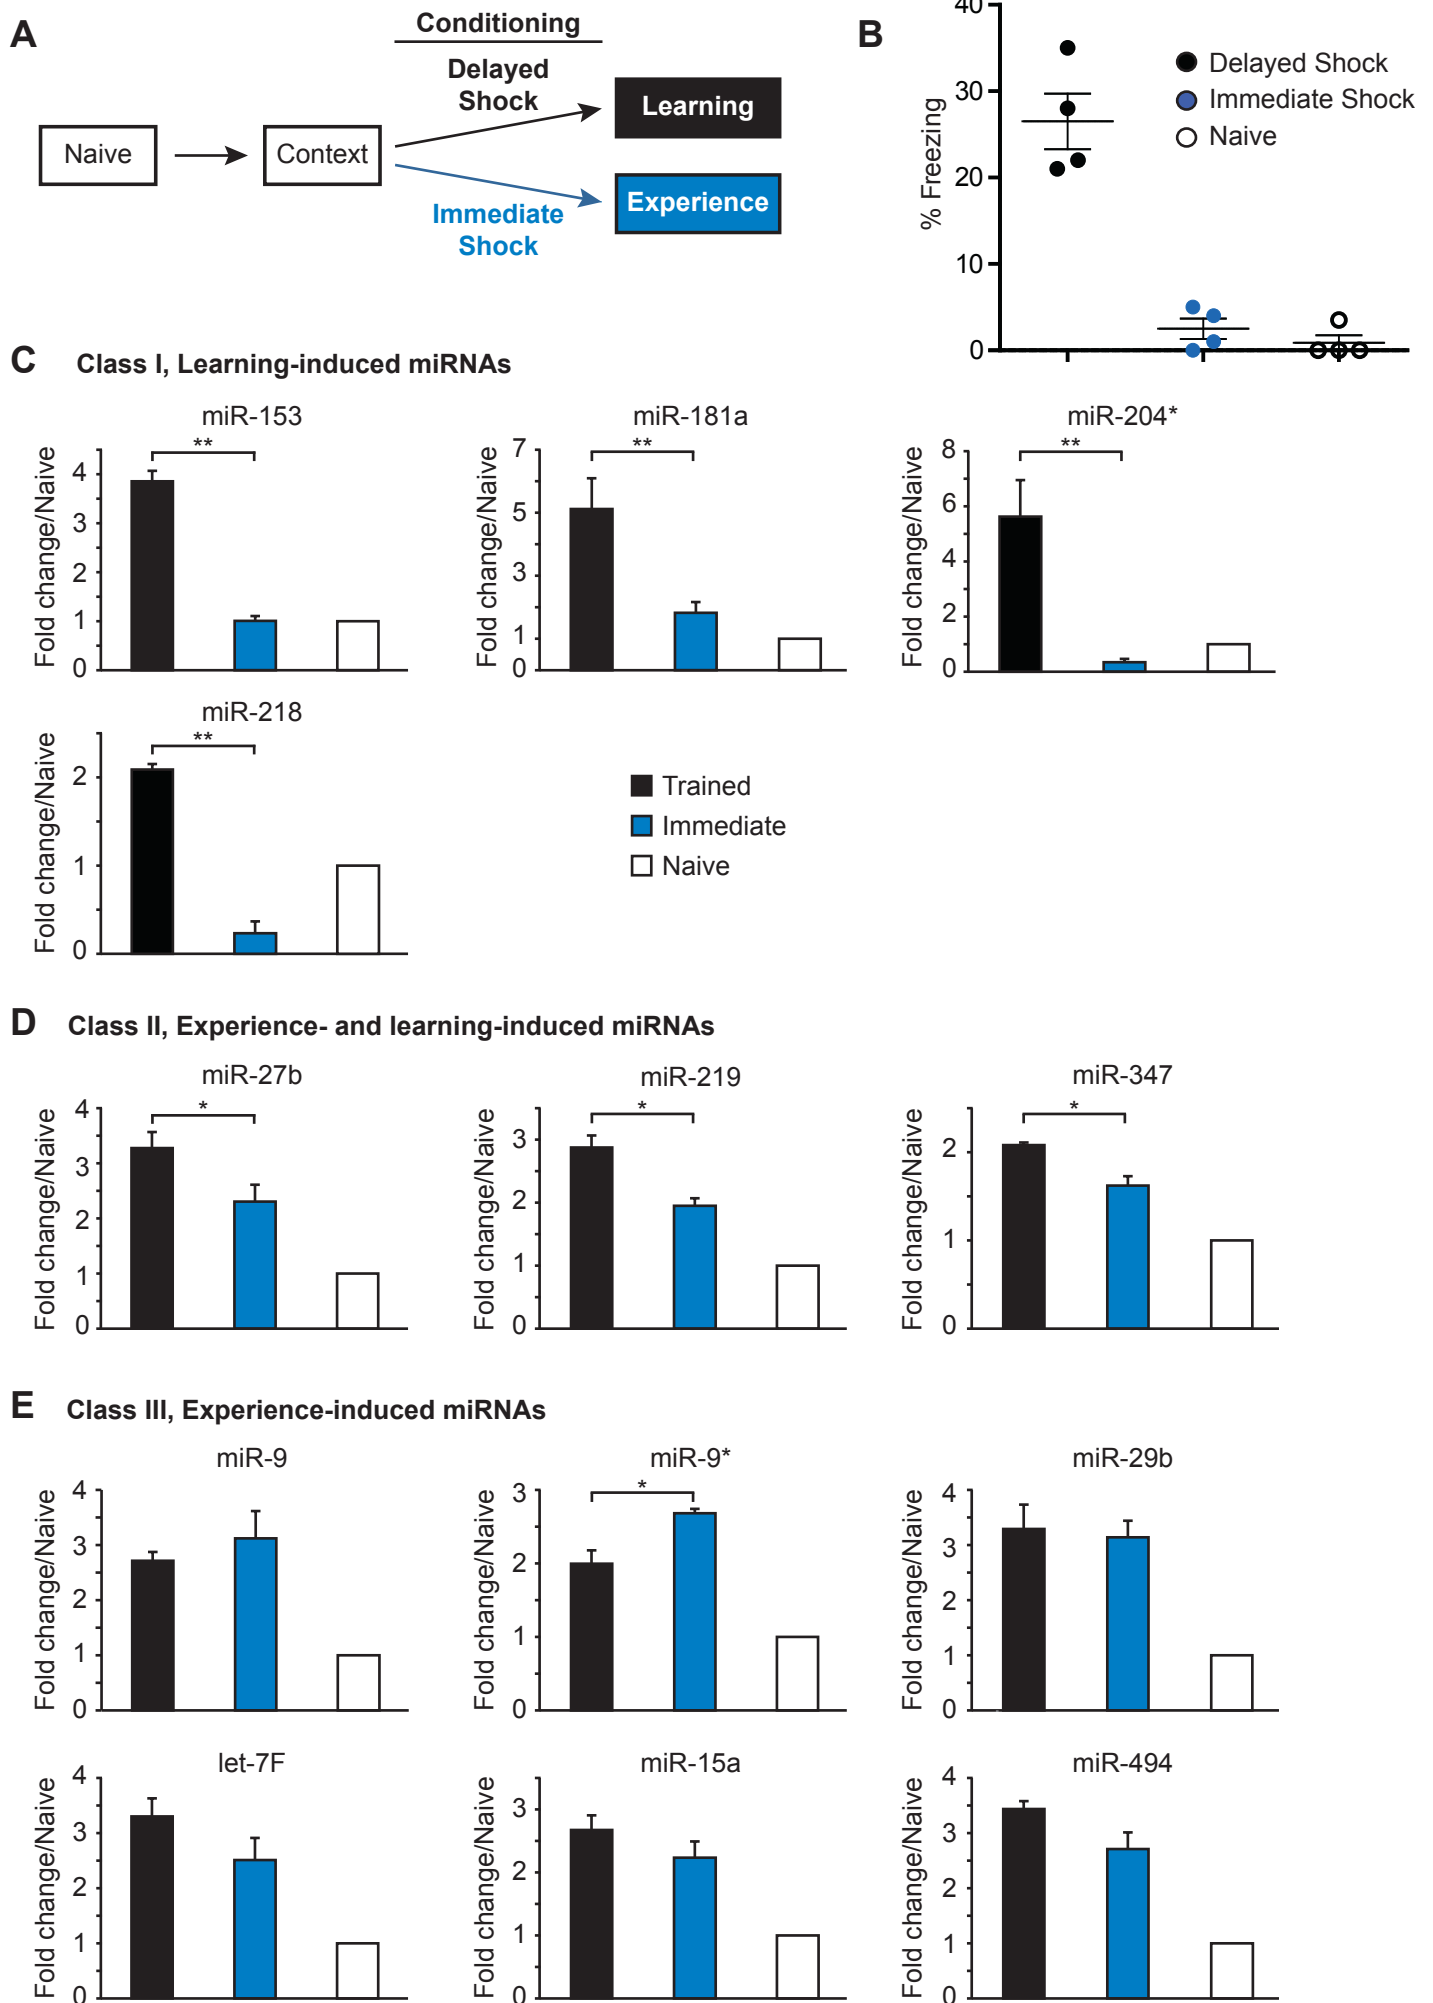 A
Conditioning
Delayed
Shock
Naive
Context
Learning
Experience
Immediate
Shock
B
% Freezing
40
30
20
10
0
Delayed Shock
Immediate Shock
Naive
C Class I, Learning-induced miRNAs
miR-153
**
Fold change/Naive
4
3
2
1
0
miR-181a
**
Fold change/Naive
7
5
3
1
0
miR-204*
**
Fold change/Naive
8
6
4
2
0
miR-218
**
Fold change/Naive
2
1
0
Trained
Immediate
Naive
D Class II, Experience- and learning-induced miRNAs
miR-27b
*
Fold change/Naive
4
3
2
1
0
miR-219
*
Fold change/Naive
3
2
1
0
miR-347
*
Fold change/Naive
2
1
0
E Class III, Experience-induced miRNAs
miR-9
Fold change/Naive
4
3
2
1
0
miR-9*
*
Fold change/Naive
3
2
1
0
miR-29b
Fold change/Naive
4
3
2
1
0
let-7F
Fold change/Naive
4
3
2
1
0
miR-15a
Fold change/Naive
3
2
1
0
miR-494
Fold change/Naive
4
3
2
1
0